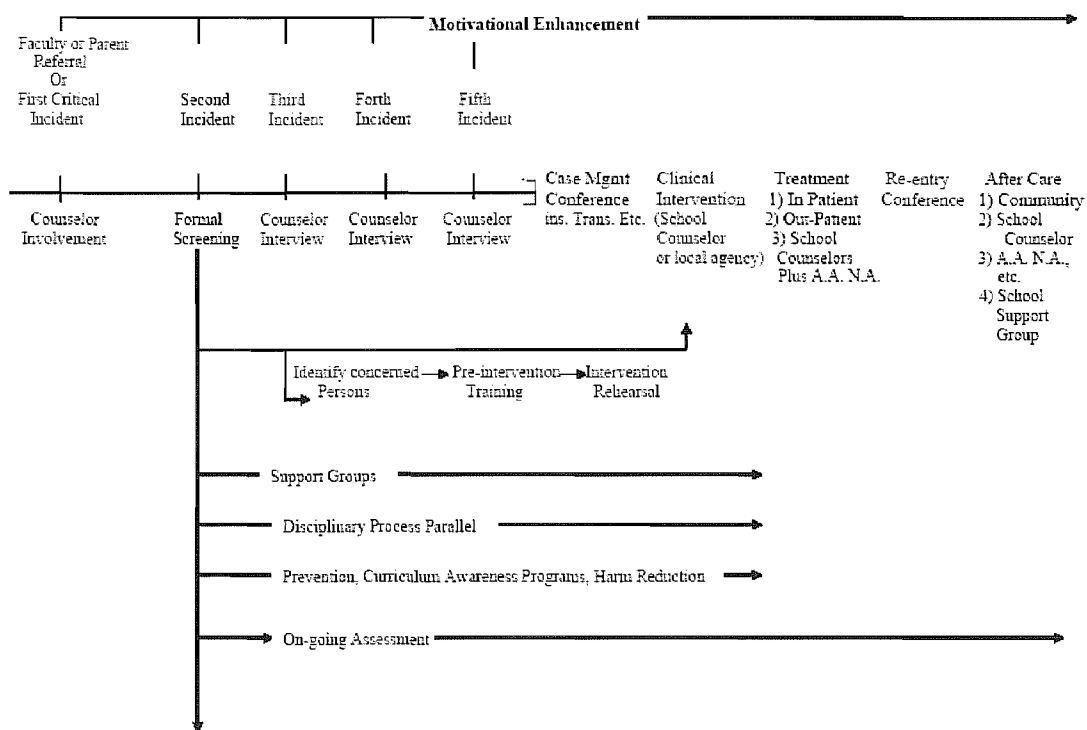 Motivational Enhancement
Faculty or Parent
Referral
Or
First Critical
Incident
Second
Incident
Third
Incident
Forth
Incident
Fifth
Incident
Counselor
Involvement
Formal
Screening
Counselor
Interview
Counselor
Interview
Counselor
Interview
Case Mgmt
Conference
ins. Trans. Etc.
Clinical
Intervention
(School
Counselor
or local agency)
Treatment
1) In Patient
2) Out-Patient
3) School
Counselors
Plus A.A. N.A.
Re-entry
Conference
After Care
1) Community
2) School
Counselor
3) A.A. N.A.,
etc.
4) School
Support
Group
Identify concerned
Persons
Pre-intervention
Training
Intervention
Rehearsal
Support Groups
Disciplinary Process Parallel
Prevention, Curriculum Awareness Programs, Harm Reduction
On-going Assessment